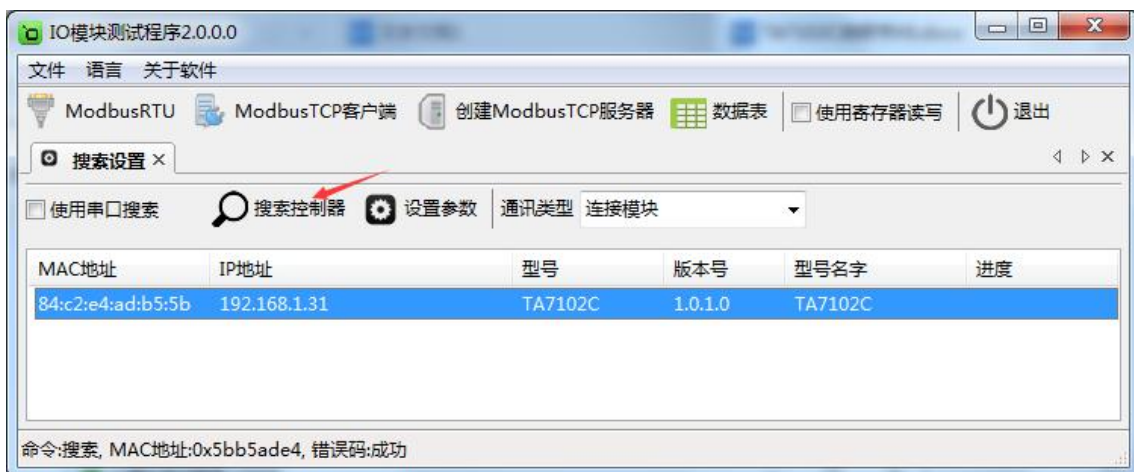 IO模块测试程序2.0.0.0
文件 语言 关于软件
ModbusRTU ModbusTCP客户端 创建ModbusTCP服务器 数据表 使用寄存器读写 退出
搜索设置
使用串口搜索 搜索控制器 设置参数 通讯类型 连接模块
MAC地址 IP地址 型号 版本号 型号名字 进度
84:c2:e4:ad:b5:5b 192.168.1.31 TA7102C 1.0.1.0 TA7102C
命令:搜索, MAC地址:0x5bb5ade4, 错误码:成功